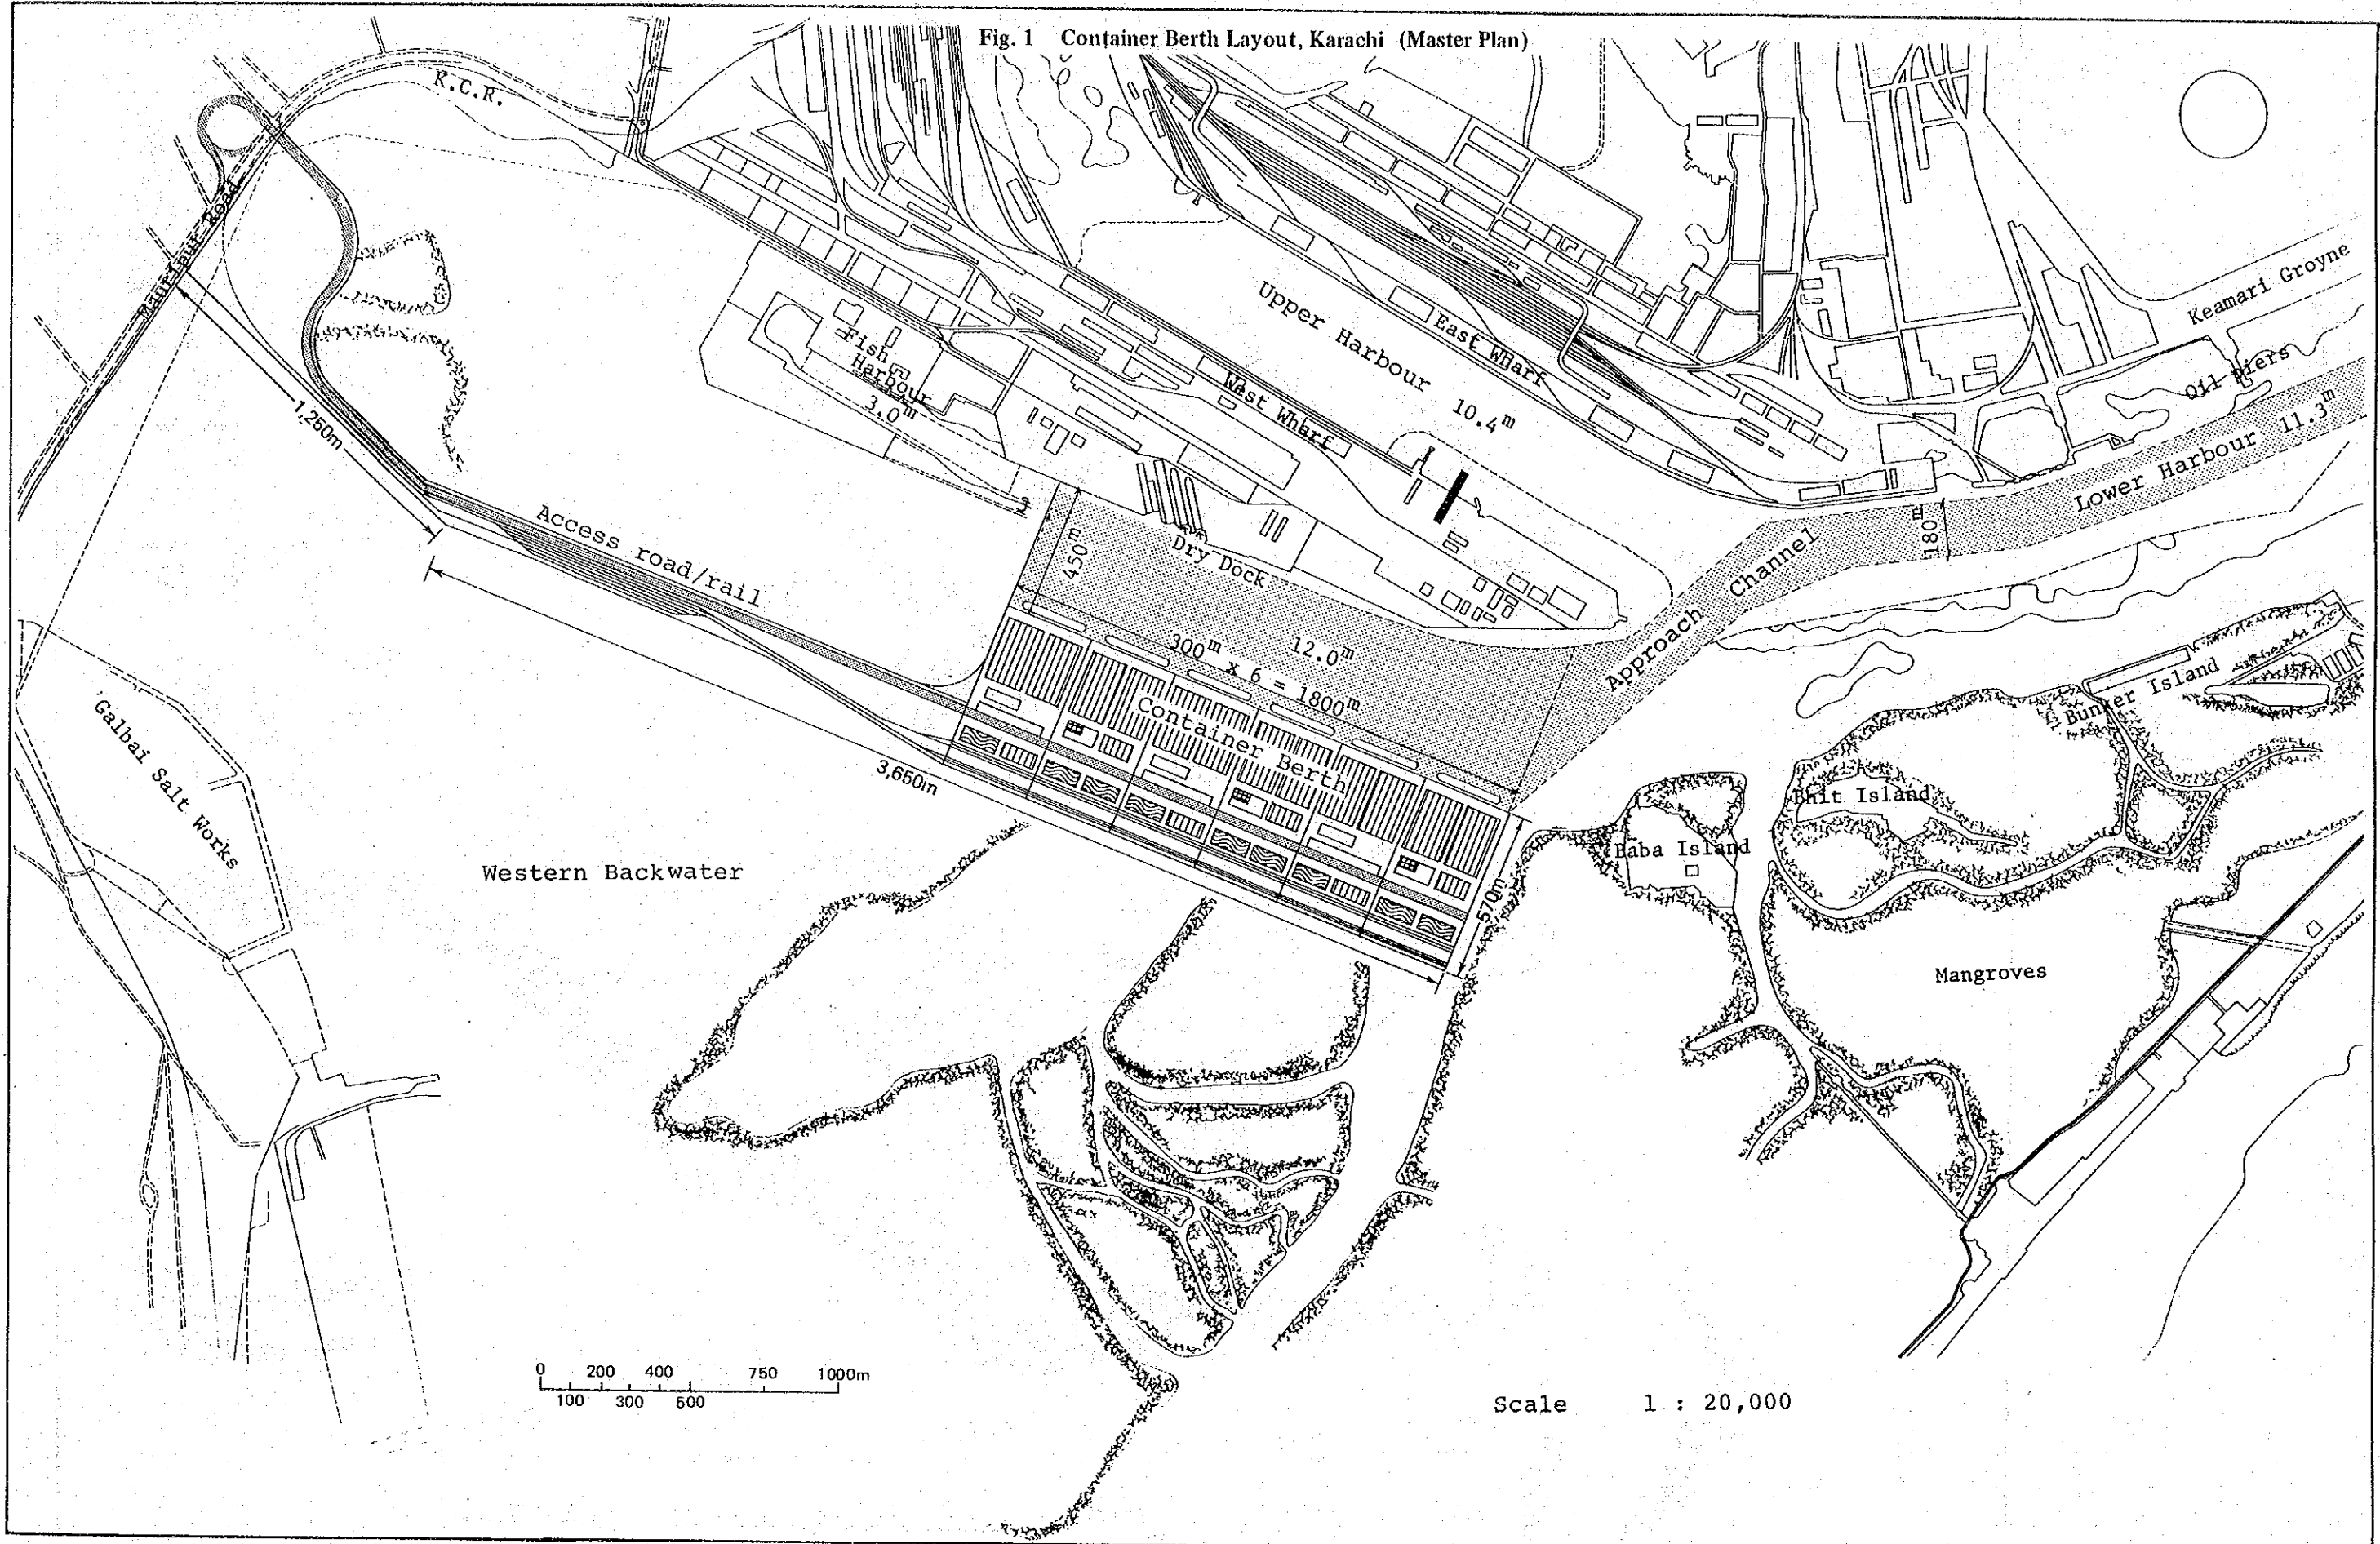 Fig. 1 Container Berth Layout, Karachi (Master Plan)
K.C.R.
Mauripur Road
1,250m
Fish
Harbour
3.0m
Upper Harbour 10.4m
East Wharf
West Wharf
Keamari Groyne
Oil piers
Lower Harbour 11.3m
180m
Approach Channel
Access road/rail
450m
Dry Dock
12.0m
300m x 6 = 1800m
Container Berth
3,650m
570m
Galbai Salt Works
Western Backwater
Bunker Island
Bhit Island
Baba Island
Mangroves
0 200 400 750 1000m
100 300 500
Scale 1 : 20,000